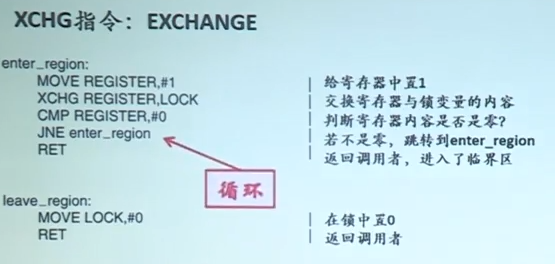 XCHG指令：EXCHANGE
enter_region:
MOVE REGISTER,#1 | 给寄存器中置1
XCHG REGISTER,LOCK | 交换寄存器与锁变量的内容
CMP REGISTER,#0 | 判断寄存器内容是否是零?
JNE enter_region | 若不是零，跳转到enter_region
RET | 返回调用者，进入了临界区
循环
leave_region:
MOVE LOCK,#0 | 在锁中置0
RET | 返回调用者